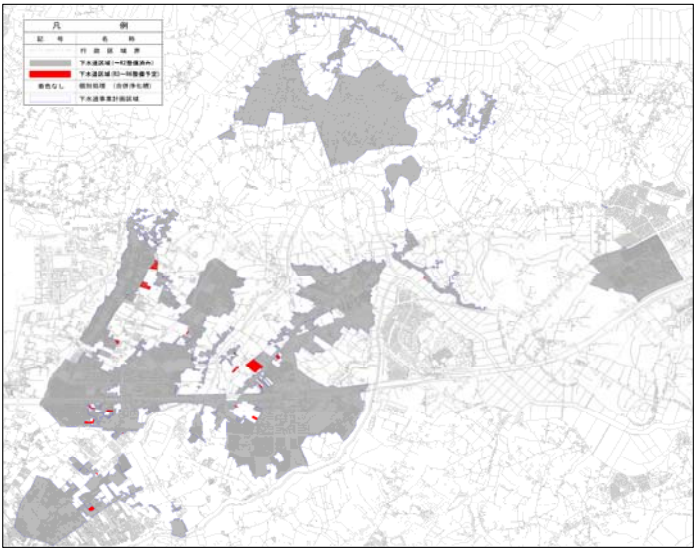 凡 例
記 号 名 称
行 政 区 域 界
下水道区域(~R2整備済み)
下水道区域(R3~R8整備予定)
着色なし 個別処理 (合併浄化槽)
下水道事業計画区域